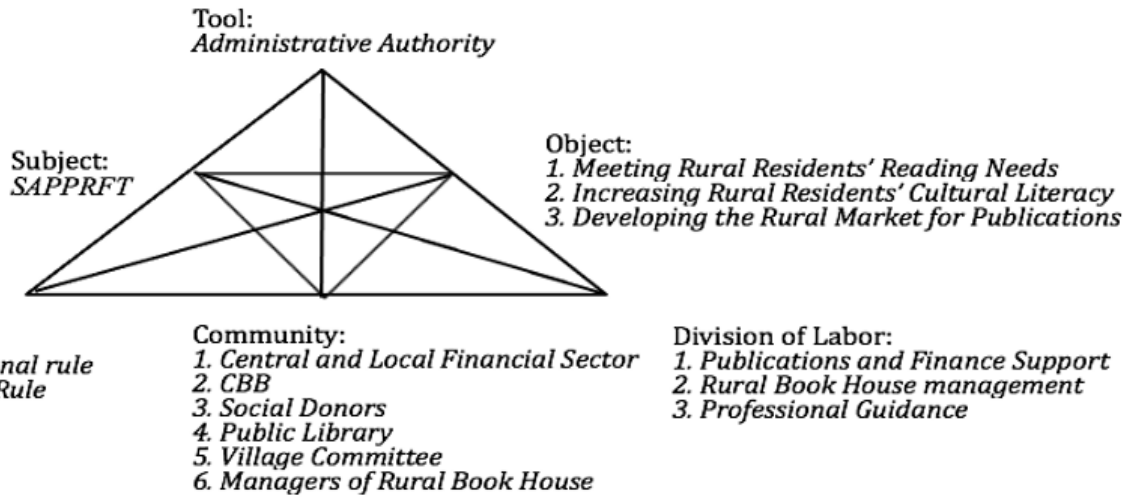 Tool:
Administrative Authority
Subject:
SAPPRFT
Object:
1. Meeting Rural Residents' Reading Needs
2. Increasing Rural Residents' Cultural Literacy
3. Developing the Rural Market for Publications
rule
Rule
Community:
1. Central and Local Financial Sector
2. CBB
3. Social Donors
4. Public Library
5. Village Committee
6. Managers of Rural Book House
Division of Labor:
1. Publications and Finance Support
2. Rural Book House management
3. Professional Guidance